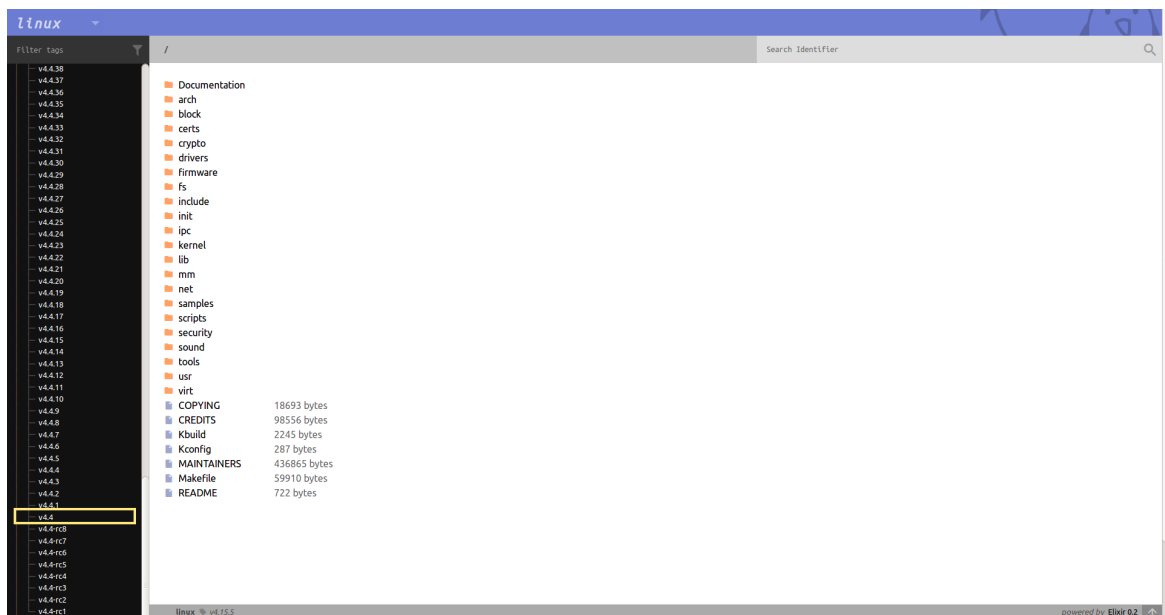 linux
Filter tags
/
Search Identifier
v4.4.38
v4.4.37
v4.4.36
v4.4.35
v4.4.34
v4.4.33
v4.4.32
v4.4.31
v4.4.30
v4.4.29
v4.4.28
v4.4.27
v4.4.26
v4.4.25
v4.4.24
v4.4.23
v4.4.22
v4.4.21
v4.4.20
v4.4.19
v4.4.18
v4.4.17
v4.4.16
v4.4.15
v4.4.14
v4.4.13
v4.4.12
v4.4.11
v4.4.10
v4.4.9
v4.4.8
v4.4.7
v4.4.6
v4.4.5
v4.4.4
v4.4.3
v4.4.2
v4.4.1
v4.4
v4.4-rc8
v4.4-rc7
v4.4-rc6
v4.4-rc5
v4.4-rc4
v4.4-rc3
v4.4-rc2
v4.4-rc1
Documentation
arch
block
certs
crypto
drivers
firmware
fs
include
init
ipc
kernel
lib
mm
net
samples
scripts
security
sound
tools
usr
virt
COPYING 18693 bytes
CREDITS 98556 bytes
Kbuild 2245 bytes
Kconfig 287 bytes
MAINTAINERS 436865 bytes
Makefile 59910 bytes
README 722 bytes
linux v4.15.5
powered by Elixir 0.2